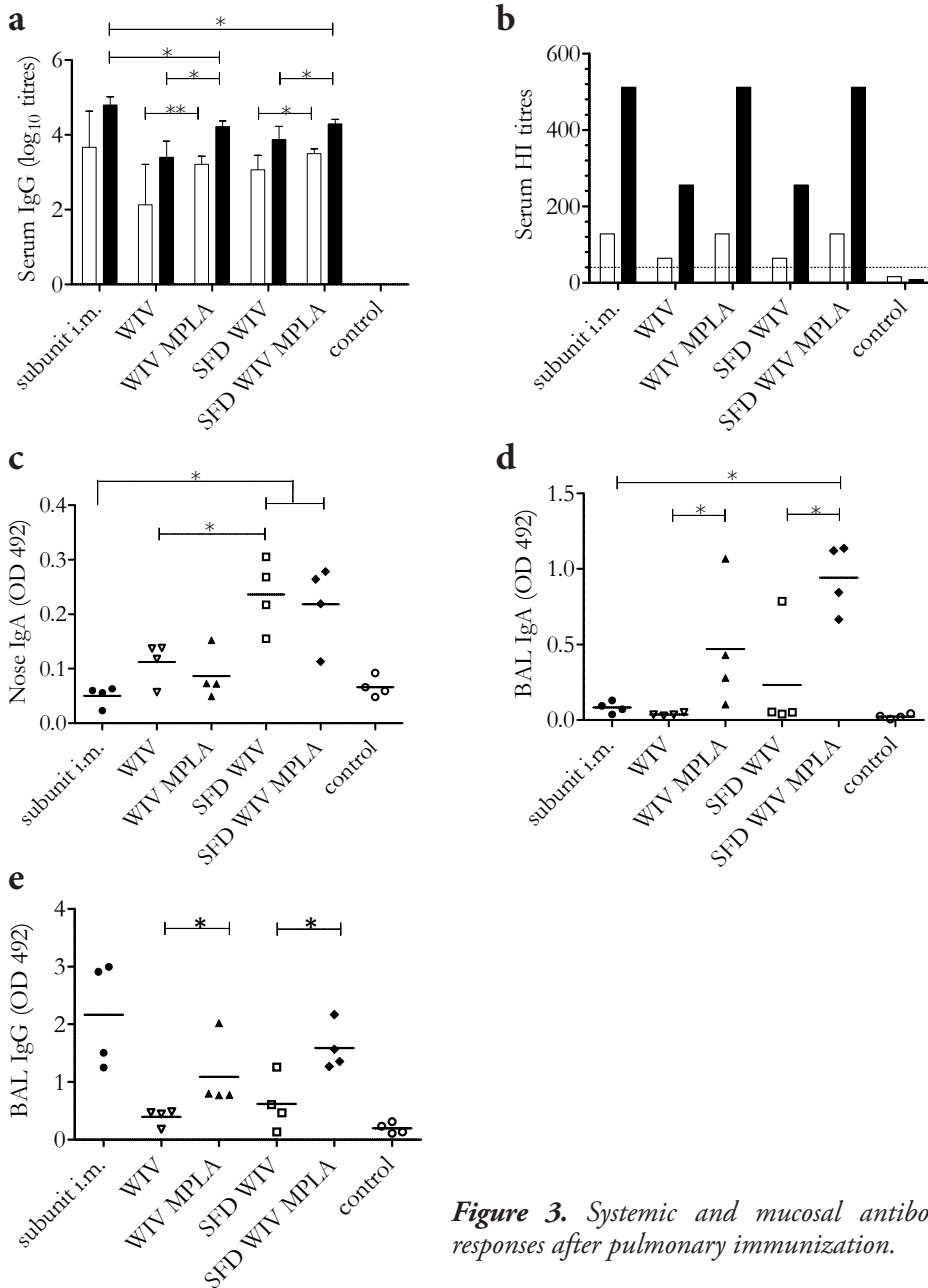 a
Serum IgG (log10 titres)
6
4
2
0
*
*
*
*
**
*
subunit i.m.
WIV
WIV MPLA
SFD WIV
SFD WIV MPLA
control
b
Serum HI titres
600
400
200
0
subunit i.m.
WIV
WIV MPLA
SFD WIV
SFD WIV MPLA
control
c
Nose IgA (OD 492)
0.4
0.3
0.2
0.1
0.0
*
*
subunit i.m.
WIV
WIV MPLA
SFD WIV
SFD WIV MPLA
control
d
BAL IgA (OD 492)
1.5
1.0
0.5
0.0
*
*
*
subunit i.m.
WIV
WIV MPLA
SFD WIV
SFD WIV MPLA
control
e
BAL IgG (OD 492)
4
3
2
1
0
*
*
subunit i.m.
WIV
WIV MPLA
SFD WIV
SFD WIV MPLA
control
Figure 3. Systemic and mucosal antibo
responses after pulmonary immunization.